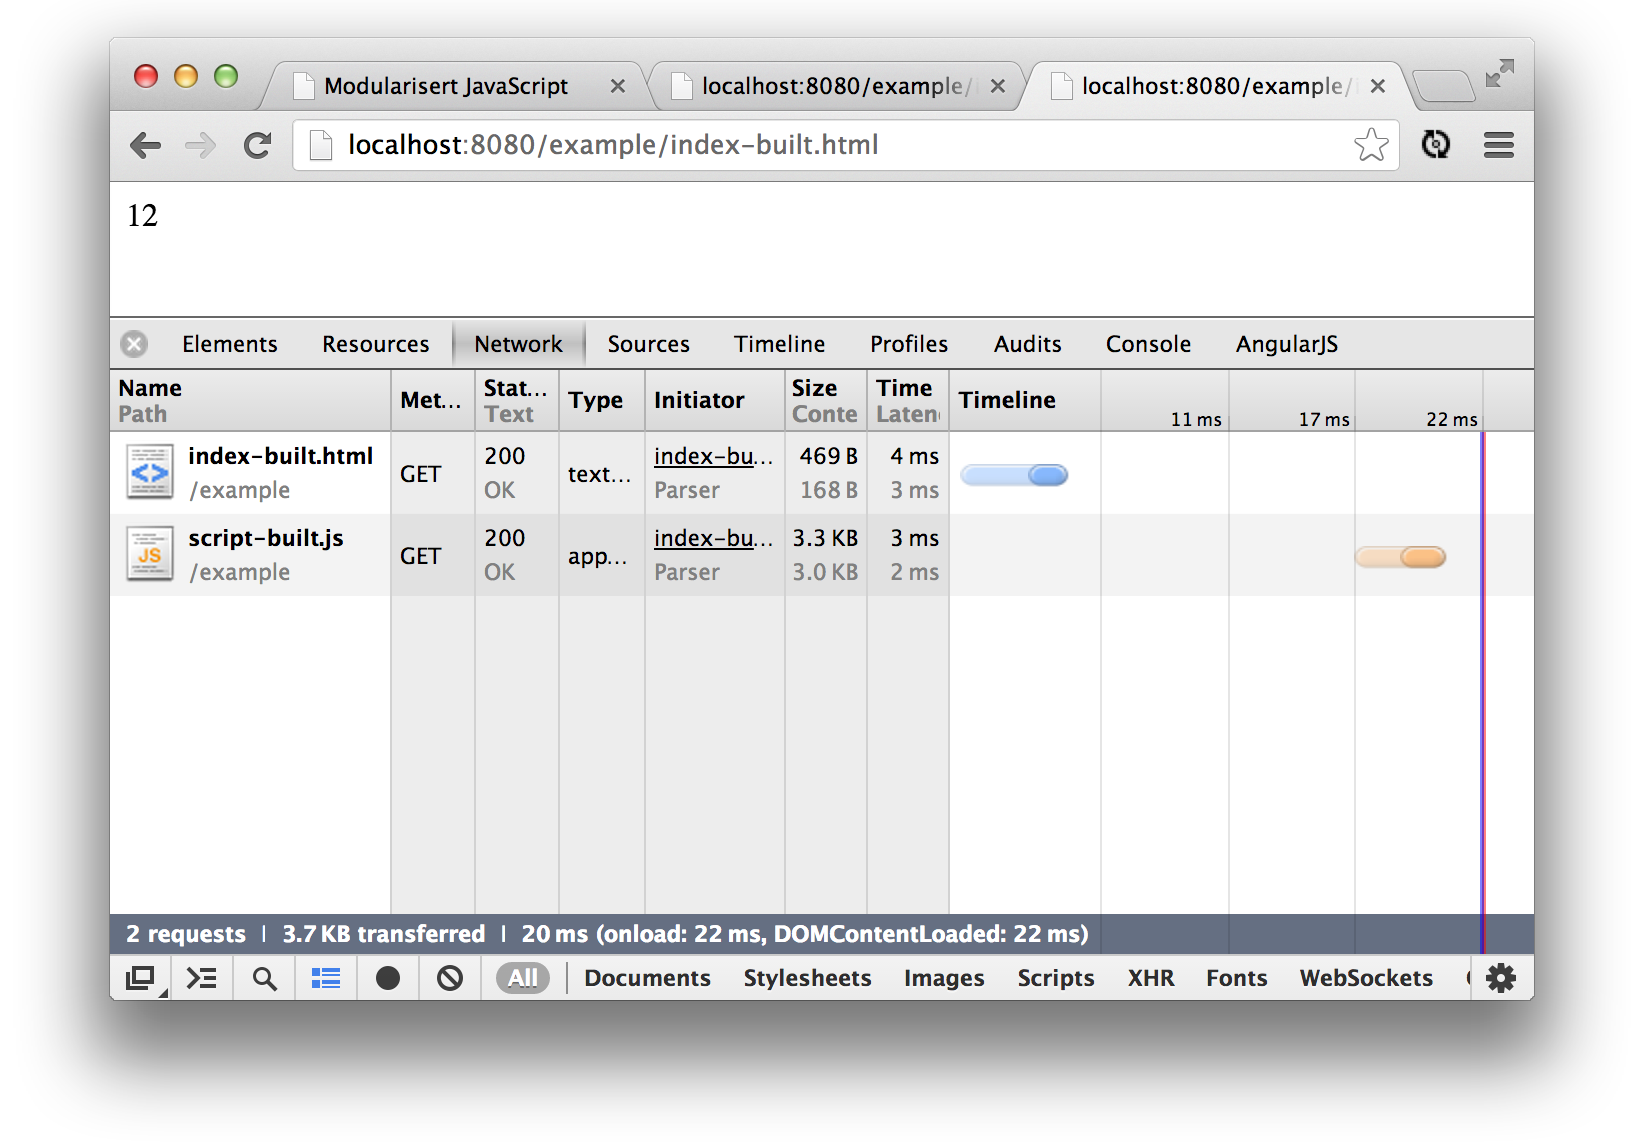 Modularisert JavaScript
localhost:8080/example/
localhost:8080/example/
localhost:8080/example/index-built.html
12
Elements Resources Network Sources Timeline Profiles Audits Console AngularJS
Name Met... Stat... Type Initiator Size Time Timeline
Path Text Conte Laten 11 ms 17 ms 22 ms
index-built.html GET 200 text... index-bu... 469 B 4 ms
/example OK Parser 168 B 3 ms
script-built.js GET 200 app... index-bu... 3.3 KB 3 ms
/example OK Parser 3.0 KB 2 ms
JS
2 requests | 3.7 KB transferred | 20 ms (onload: 22 ms, DOMContentLoaded: 22 ms)
All | Documents Stylesheets Images Scripts XHR Fonts WebSockets